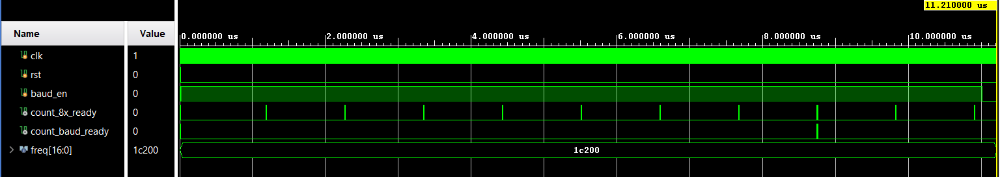 11.210000 us
Name Value
0.000000 us 2.000000 us 4.000000 us 6.000000 us 8.000000 us 10.000000 us
clk 1
rst 0
baud_en 0
count_8x_ready 0
count_baud_ready 0
freq[16:0] 1c200 1c200